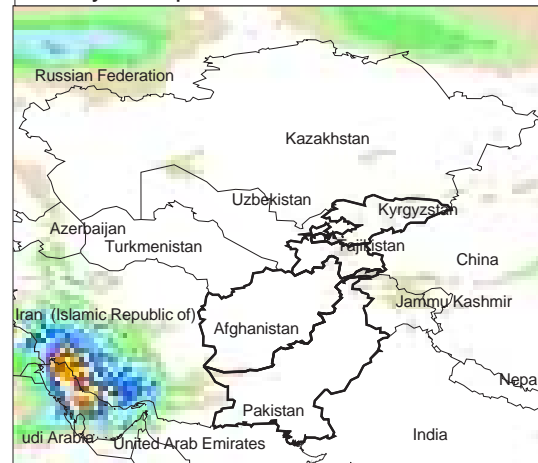 Russian Federation
Kazakhstan
Uzbekistan
Kyrgyzstan
Azerbaijan
Turkmenistan
Tajikistan
China
Jammu Kashmir
Iran (Islamic Republic of)
Afghanistan
Nepa
Pakistan
udi Arabia
United Arab Emirates
India